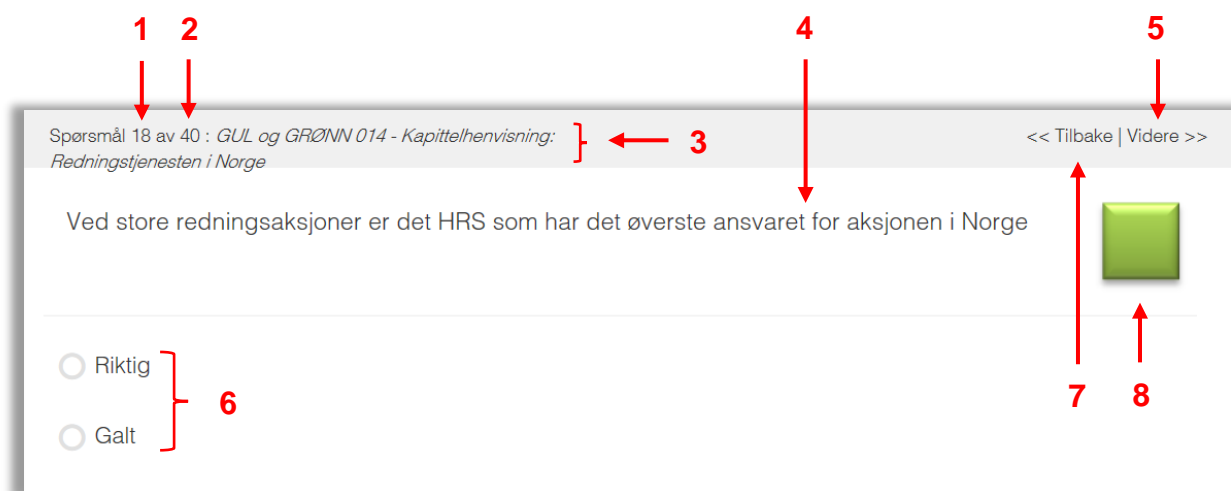 1 2 4 5
Spørsmål 18 av 40 : GUL og GRØNN 014 - Kapittelhenvisning:
Redningstjenesten i Norge
3
<< Tilbake | Videre >>
Ved store redningsaksjoner er det HRS som har det øverste ansvaret for aksjonen i Norge
Riktig
Galt
6
7 8